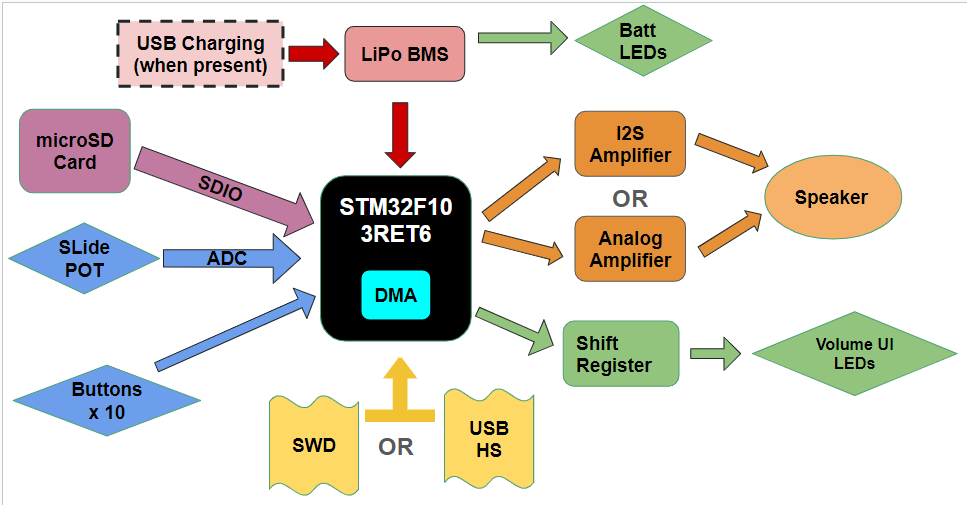 USB Charging
(when present)
LiPo BMS
Batt
LEDs
microSD
Card
SDIO
I2S
Amplifier
OR
Analog
Amplifier
Speaker
STM32F10
3RET6
DMA
SLide
POT
ADC
Buttons
x 10
Shift
Register
Volume UI
LEDs
SWD
OR
USB
HS